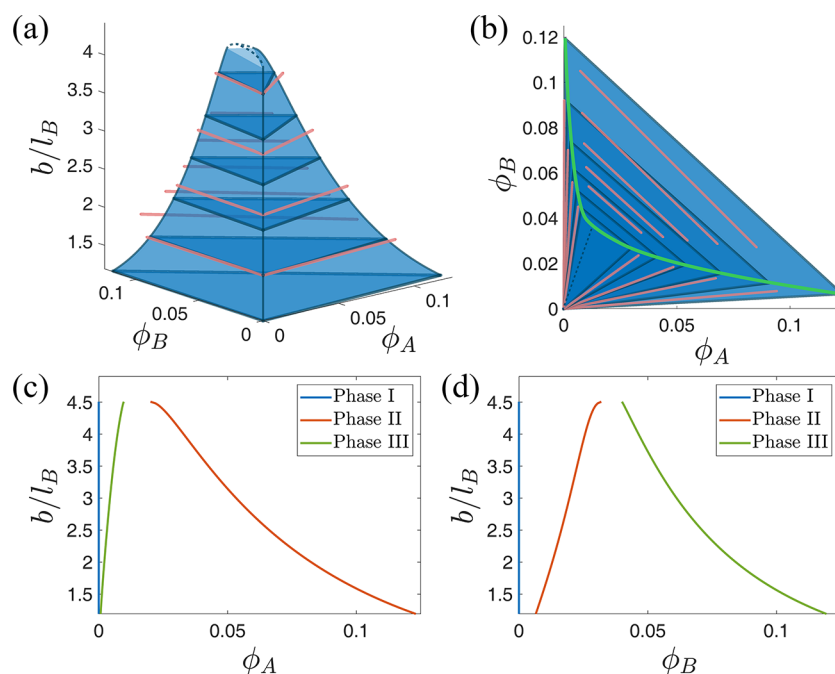 (a)
4
3.5
3
2.5
2
1.5
b/l_B
0.1
0.05
0
0
0.05
0.1
ϕ_B
ϕ_A
(b)
0.12
0.1
0.08
0.06
0.04
0.02
0
ϕ_B
0
0.05
0.1
ϕ_A
(c)
4.5
4
3.5
3
2.5
2
1.5
b/l_B
Phase I
Phase II
Phase III
0
0.05
0.1
ϕ_A
(d)
4.5
4
3.5
3
2.5
2
1.5
b/l_B
Phase I
Phase II
Phase III
0
0.05
0.1
ϕ_B